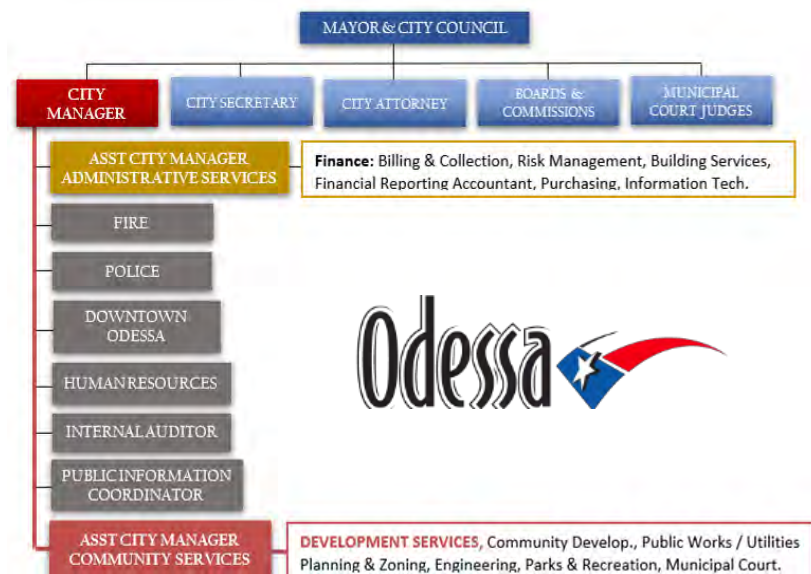 MAYOR & CITY COUNCIL
CITY
MANAGER
CITY SECRETARY
CITY ATTORNEY
BOARDS &
COMMISSIONS
MUNICIPAL
COURT JUDGES
ASST CITY MANAGER
ADMINISTRATIVE SERVICES
Finance: Billing & Collection, Risk Management, Building Services,
Financial Reporting Accountant, Purchasing, Information Tech.
FIRE
POLICE
DOWNTOWN
ODESSA
HUMAN RESOURCES
INTERNAL AUDITOR
PUBLIC INFORMATION
COORDINATOR
Odessa
ASST CITY MANAGER
COMMUNITY SERVICES
DEVELOPMENT SERVICES, Community Develop., Public Works / Utilities
Planning & Zoning, Engineering, Parks & Recreation, Municipal Court.